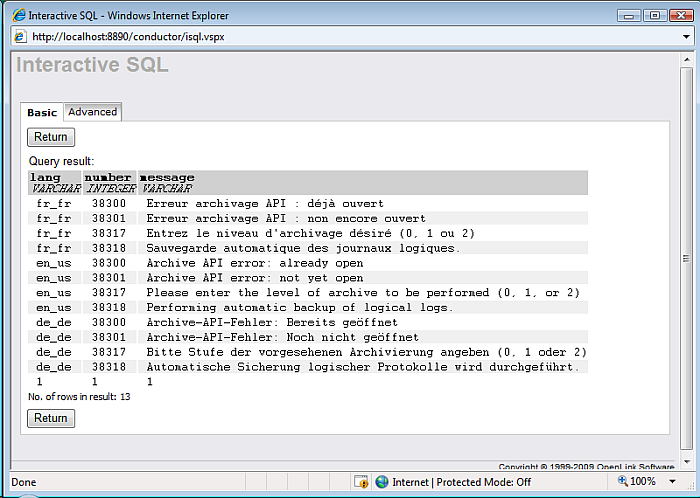 Interactive SQL - Windows Internet Explorer
http://localhost:8890/conductor/isql.vspx
Interactive SQL
Basic Advanced
Return
Query result:
lang number message
VARCHAR INTEGER VARCHAR
fr_fr 38300 Erreur archivage API : déjà ouvert
fr_fr 38301 Erreur archivage API : non encore ouvert
fr_fr 38317 Entrez le niveau d'archivage désiré (0, 1 ou 2)
fr_fr 38318 Sauvegarde automatique des journaux logiques.
en_us 38300 Archive API error: already open
en_us 38301 Archive API error: not yet open
en_us 38317 Please enter the level of archive to be performed (0, 1, or 2)
en_us 38318 Performing automatic backup of logical logs.
de_de 38300 Archive-API-Fehler: Bereits geöffnet
de_de 38301 Archive-API-Fehler: Noch nicht geöffnet
de_de 38317 Bitte Stufe der vorgesehenen Archivierung angeben (0, 1 oder 2)
de_de 38318 Automatische Sicherung logischer Protokolle wird durchgeführt.
1 1 1
No. of rows in result: 13
Return
Copyright © 1999-2009 OpenLink Software
Done Internet | Protected Mode: Off 100%